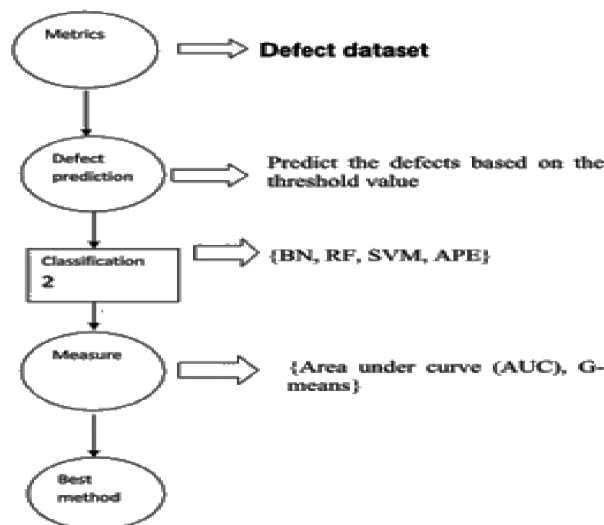 Metrics
Defect dataset
Defect
prediction
Predict the defects based on the
threshold value
Classification
2
{BN, RF, SVM, APE}
Measure
{Area under curve (AUC), G-
means}
Best
method